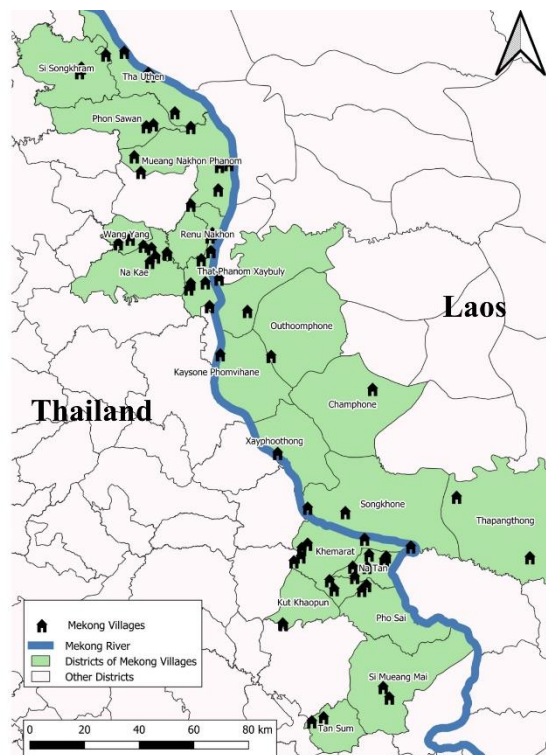 Si Songkhram
Tha Uthen
Phon Sawan
Mueang Nakhon Phanom
Wang Yang
Renu Nakhon
Na Kae
That Phanom Xaybuly
Outhoomphone
Laos
Kaysone Phomvihane
Champhone
Thailand
Xayphoothong
Songkhone
Thapangthong
Khemarat
Na Tan
Kut Khaopun
Pho Sai
Si Mueang Mai
Tan Sum
Mekong Villages
Mekong River
Districts of Mekong Villages
Other Districts
0 20 40 60 80 km